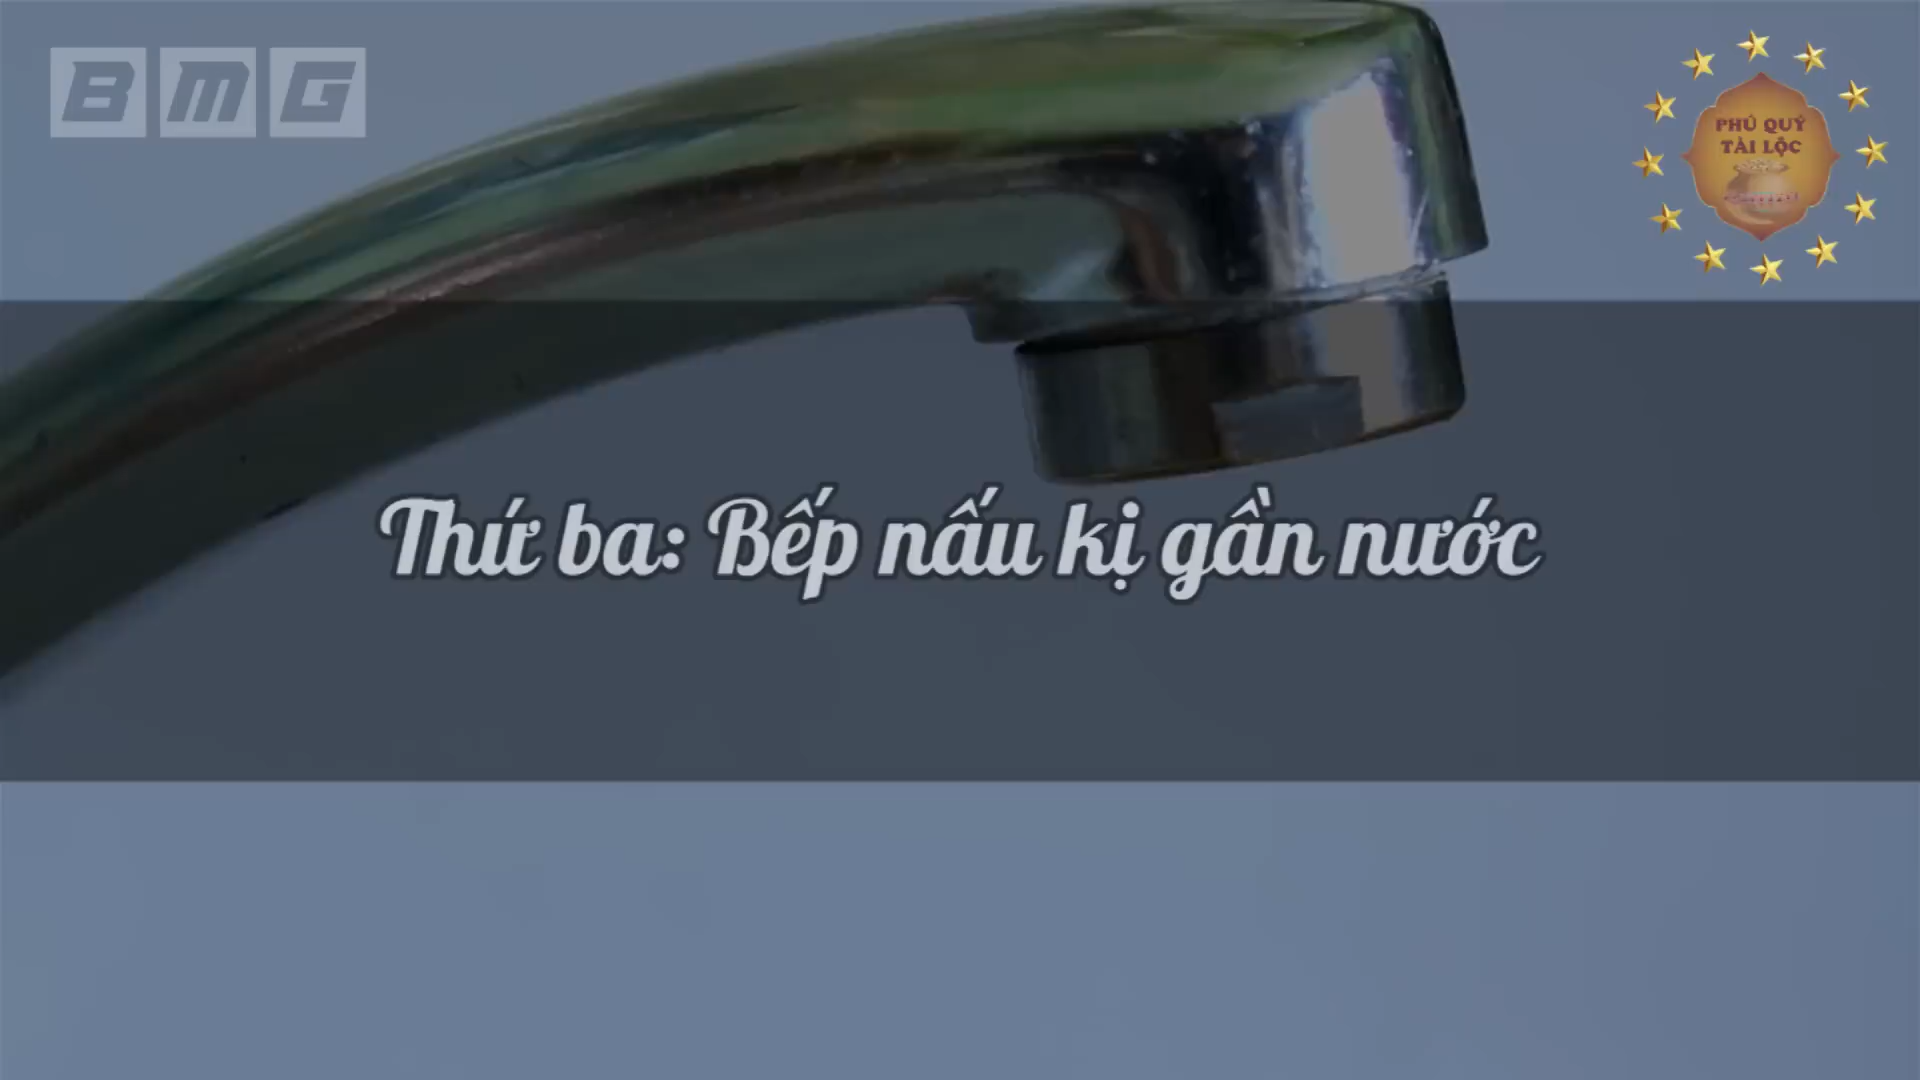 BMG
PHÚ QUÝ
TÀI LỘC
Thứ ba: Bếp nấu kị gần nước